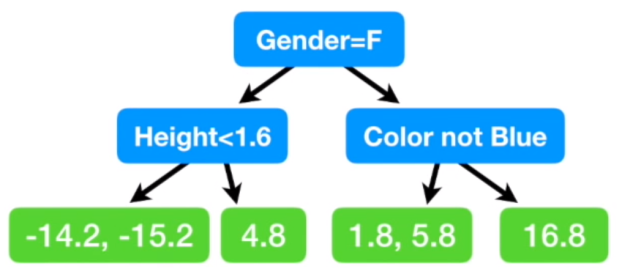 Gender=F
Height<1.6
Color not Blue
-14.2, -15.2
4.8
1.8, 5.8
16.8